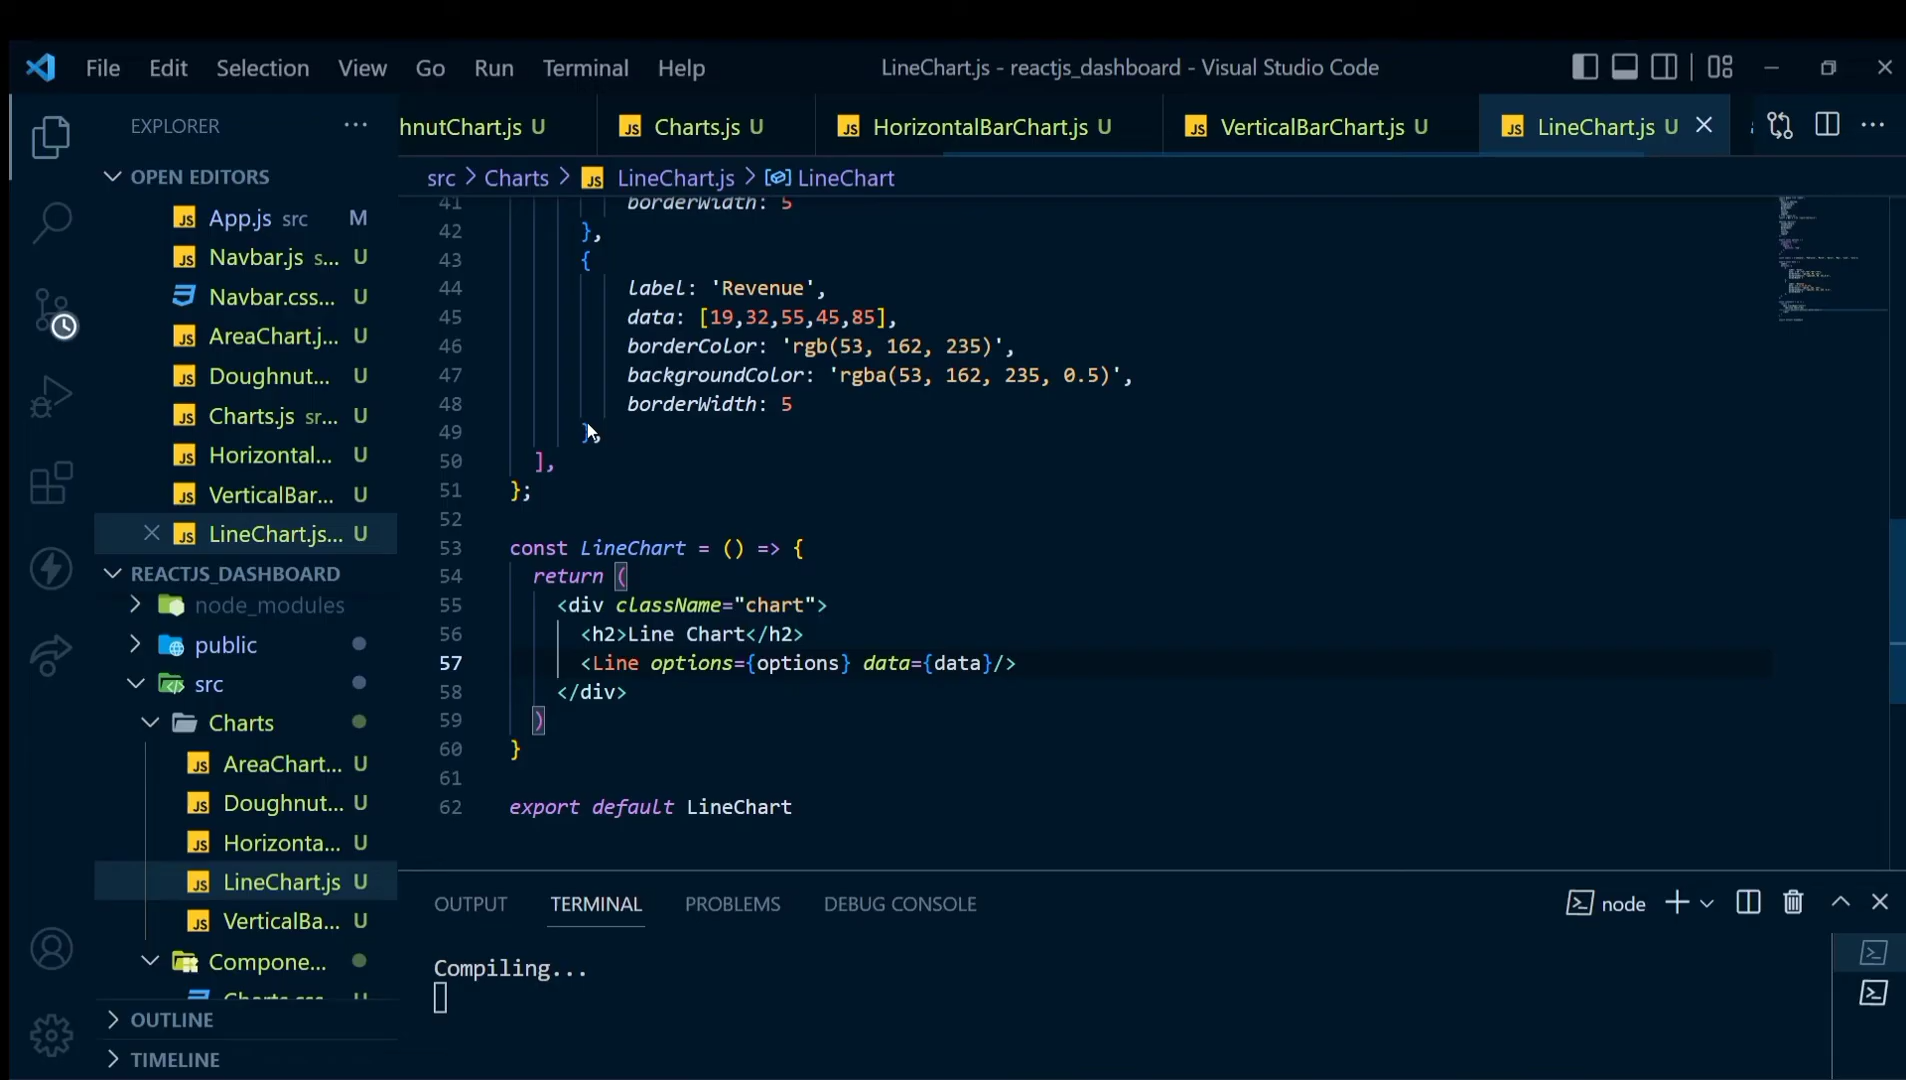 File Edit Selection View Go Run Terminal Help
LineChart.js - reactjs_dashboard - Visual Studio Code
EXPLORER
hnutChart.js U
JS Charts.js U
JS HorizontalBarChart.js U
JS VerticalBarChart.js U
JS LineChart.js U
OPEN EDITORS
JS App.js src M
JS Navbar.js s... U
Navbar.css... U
JS AreaChart.j... U
JS Doughnut... U
JS Charts.js sr... U
JS Horizontal... U
JS VerticalBar... U
JS LineChart.js... U
REACTJS_DASHBOARD
node_modules
public
src
Charts
JS AreaChart... U
JS Doughnut... U
JS Horizonta... U
JS LineChart.js U
JS VerticalBa... U
Compone...
Charts.css
OUTLINE
TIMELINE
src > Charts > JS LineChart.js > LineChart
41 borderWidth: 5
42 },
43 {
44 label: 'Revenue',
45 data: [19,32,55,45,85],
46 borderColor: 'rgb(53, 162, 235)',
47 backgroundColor: 'rgba(53, 162, 235, 0.5)',
48 borderWidth: 5
49 },
50 ],
51 };
52
53 const LineChart = () => {
54 return (
55 <div className="chart">
56 <h2>Line Chart</h2>
57 <Line options={options} data={data}/>
58 </div>
59 )
60 }
61
62 export default LineChart
OUTPUT TERMINAL PROBLEMS DEBUG CONSOLE
node
Compiling...